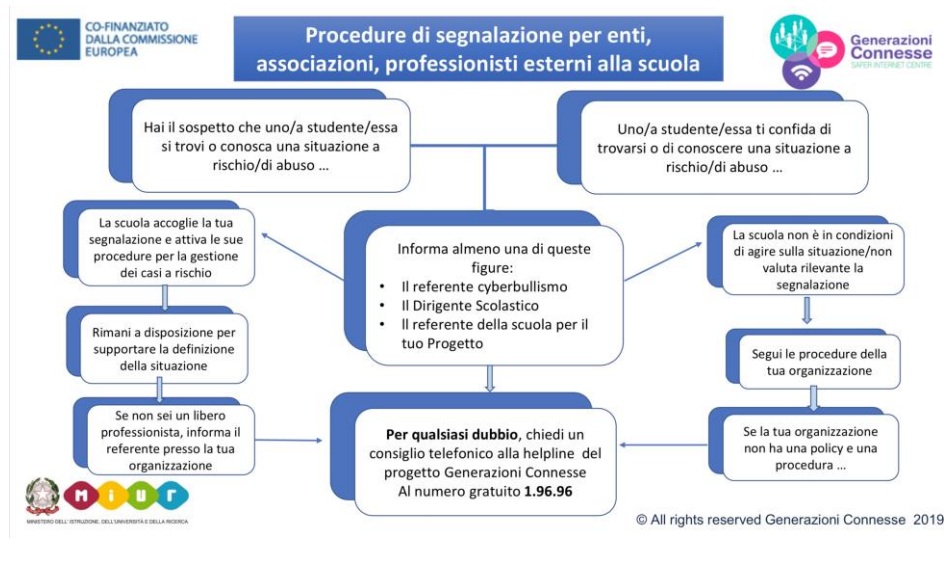 CO-FINANZIATO
DALLA COMMISSIONE
EUROPEA
Procedure di segnalazione per enti,
associazioni, professionisti esterni alla scuola
Generazioni
Connesse
SAFER INTERNET CENTRE
Hai il sospetto che uno/a studente/essa
si trovi o conosca una situazione a
rischio/di abuso …
Uno/a studente/essa ti confida di
trovarsi o di conoscere una situazione a
rischio/di abuso …
La scuola accoglie la tua
segnalazione e attiva le sue
procedure per la gestione
dei casi a rischio
Informa almeno una di queste
figure:
• Il referente cyberbullismo
• Il Dirigente Scolastico
• Il referente della scuola per il
tuo Progetto
La scuola non è in condizioni
di agire sulla situazione/non
valuta rilevante la
segnalazione
Rimani a disposizione per
supportare la definizione
della situazione
Segui le procedure della
tua organizzazione
Se non sei un libero
professionista, informa il
referente presso la tua
organizzazione
Per qualsiasi dubbio, chiedi un
consiglio telefonico alla helpline del
progetto Generazioni Connesse
Al numero gratuito 1.96.96
Se la tua organizzazione
non ha una policy e una
procedura …
miur
MINISTERO DELL' ISTRUZIONE, DELL'UNIVERSITÀ E DELLA RICERCA
© All rights reserved Generazioni Connesse 2019